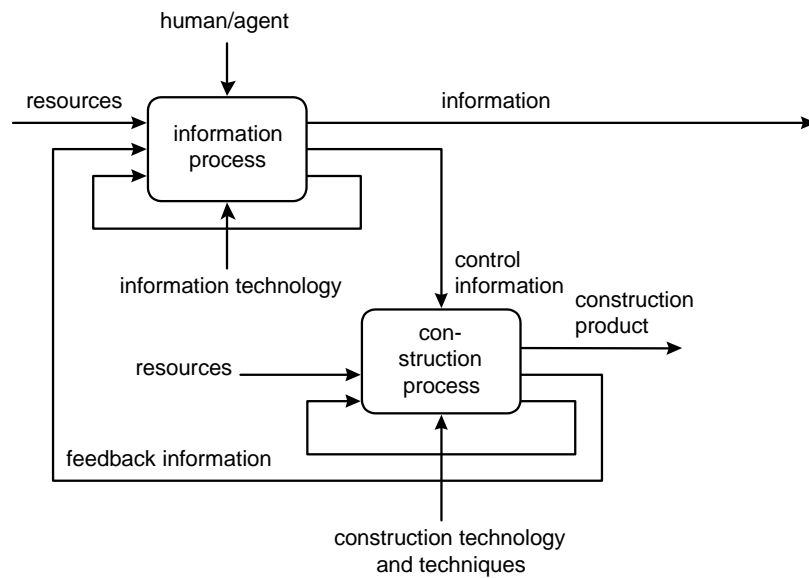 human/agent
resources
information
information
process
information technology
control
information
construction
product
con-
struction
process
resources
feedback information
construction technology
and techniques